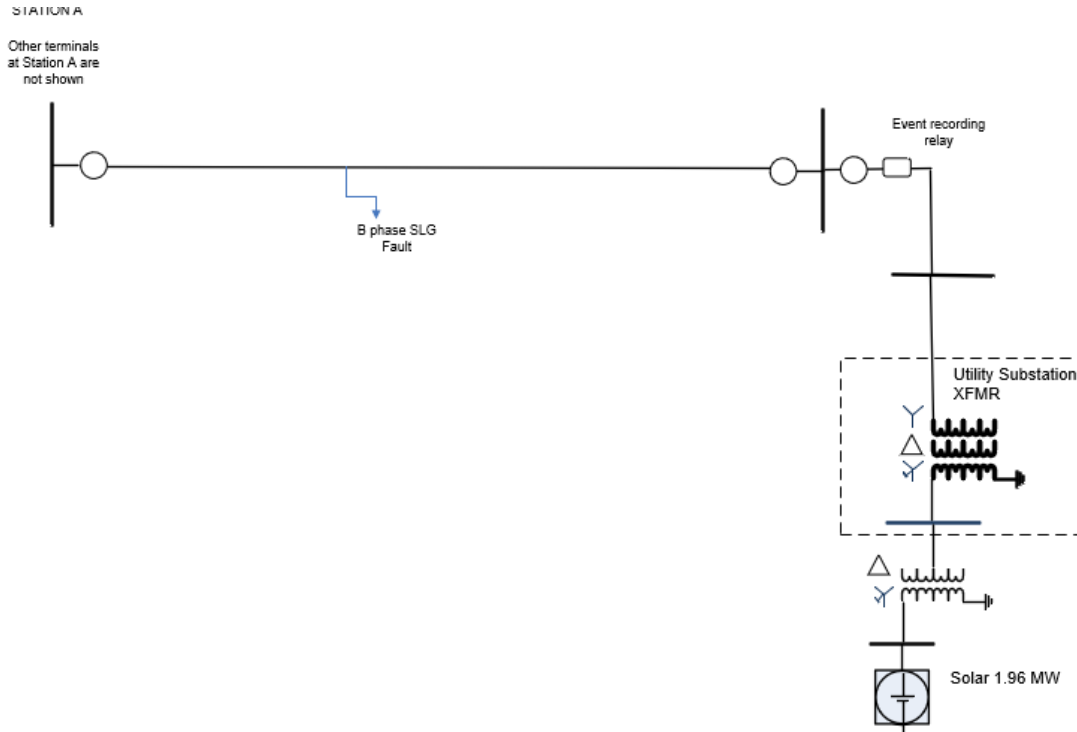 STATION A
Other terminals
at Station A are
not shown
Event recording
relay
B phase SLG
Fault
Utility Substation
XFMR
Solar 1.96 MW